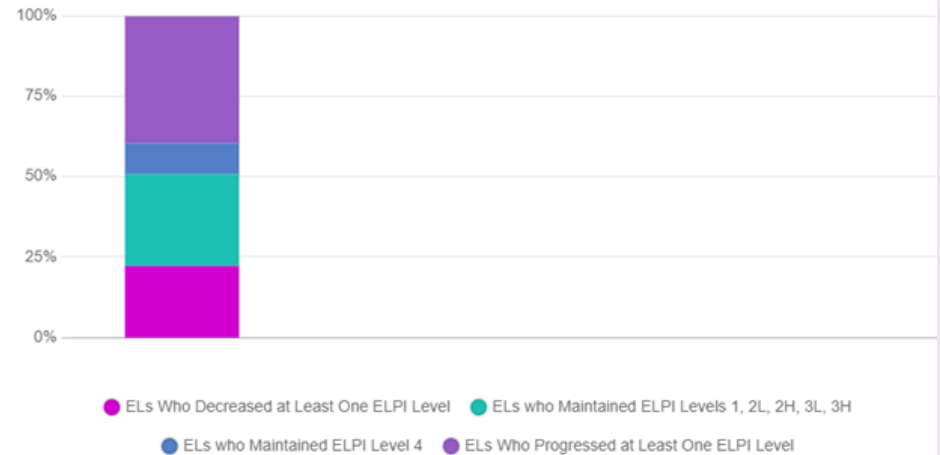 100%
75%
50%
25%
0%
ELs Who Decreased at Least One ELPI Level ELs who Maintained ELPI Levels 1, 2L, 2H, 3L, 3H
ELs who Maintained ELPI Level 4 ELs Who Progressed at Least One ELPI Level